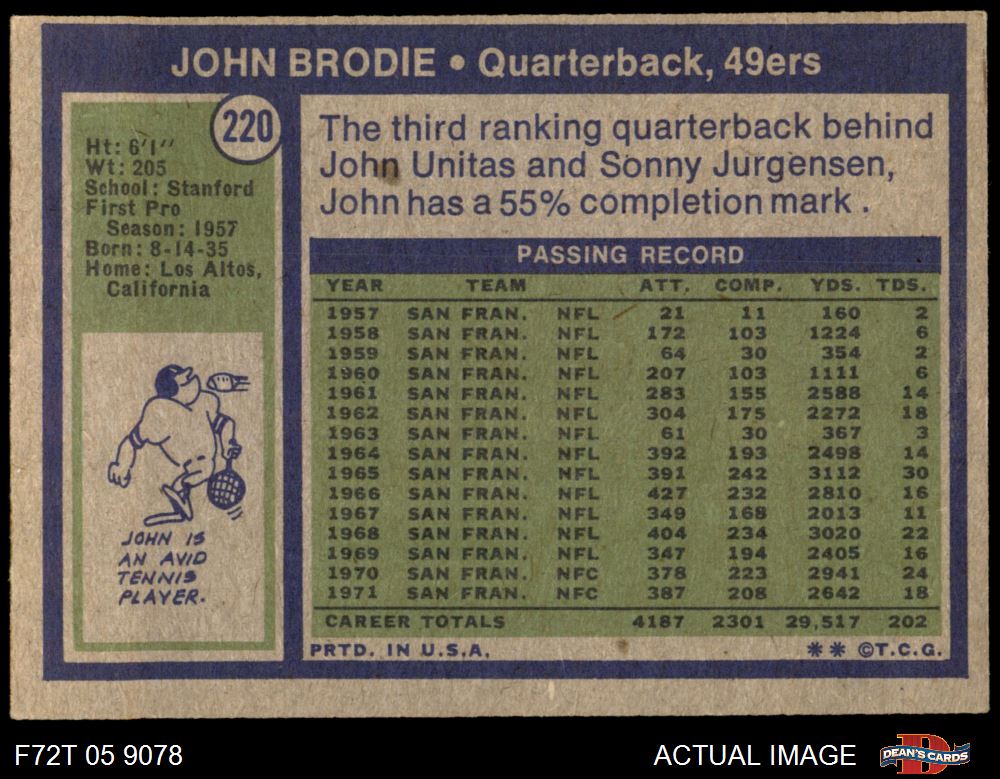 JOHN BRODIE • Quarterback, 49ers
220
Ht: 6'1"
Wt: 205
School: Stanford
First Pro
Season: 1957
Born: 8-14-35
Home: Los Altos,
California
JOHN IS
AN AVID
TENNIS
PLAYER.
The third ranking quarterback behind
John Unitas and Sonny Jurgensen,
John has a 55% completion mark .
PASSING RECORD
YEAR TEAM ATT. COMP. YDS. TDS.
1957 SAN FRAN. NFL 21 11 160 2
1958 SAN FRAN. NFL 172 103 1224 6
1959 SAN FRAN. NFL 64 30 354 2
1960 SAN FRAN. NFL 207 103 1111 6
1961 SAN FRAN. NFL 283 155 2588 14
1962 SAN FRAN. NFL 304 175 2272 18
1963 SAN FRAN. NFL 61 30 367 3
1964 SAN FRAN. NFL 392 193 2498 14
1965 SAN FRAN. NFL 391 242 3112 30
1966 SAN FRAN. NFL 427 232 2810 16
1967 SAN FRAN. NFL 349 168 2013 11
1968 SAN FRAN. NFL 404 234 3020 22
1969 SAN FRAN. NFL 347 194 2405 16
1970 SAN FRAN. NFC 378 223 2941 24
1971 SAN FRAN. NFC 387 208 2642 18
CAREER TOTALS 4187 2301 29,517 202
PRTD. IN U.S.A. ** ©T.C.G.
F72T 05 9078 ACTUAL IMAGE DEAN'S CARDS